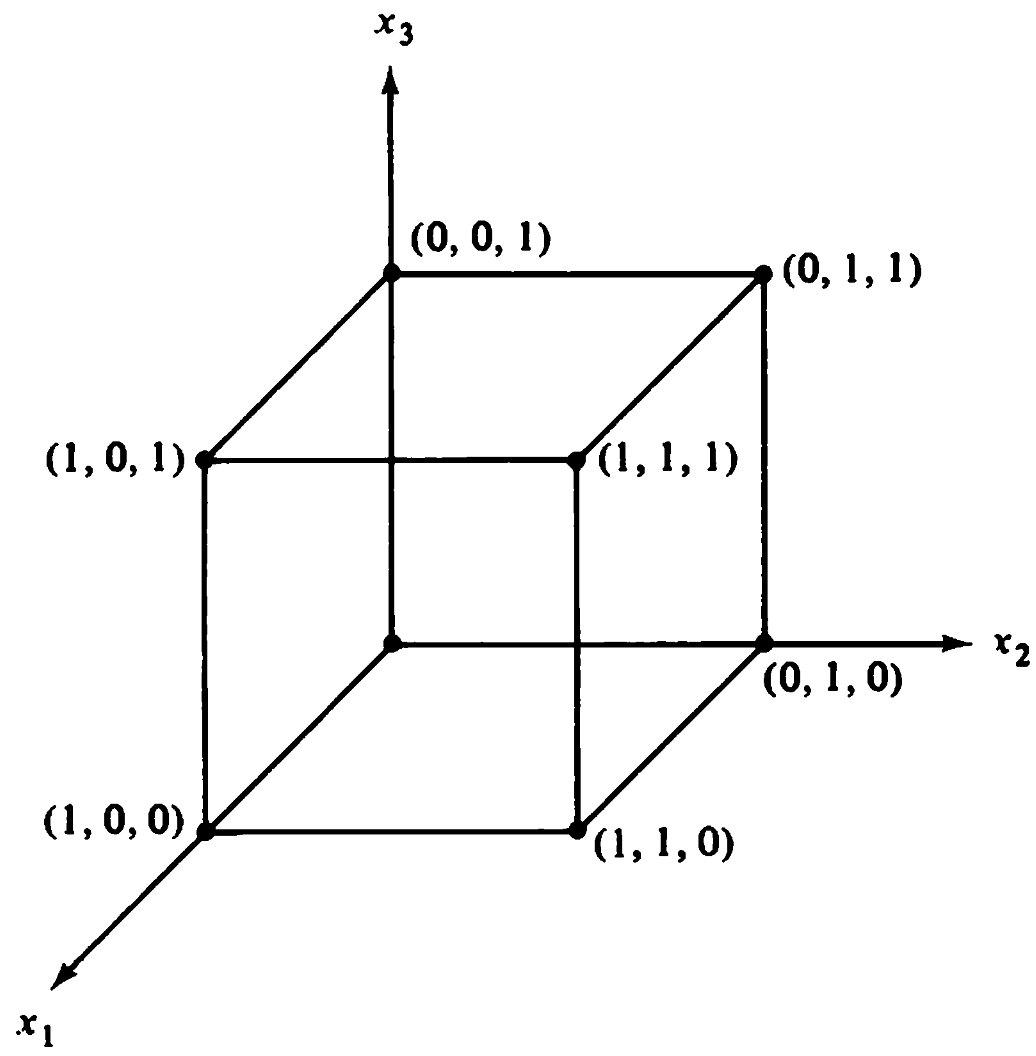 x3
(0, 0, 1)
(0, 1, 1)
(1, 0, 1)
(1, 1, 1)
x2
(0, 1, 0)
(1, 0, 0)
(1, 1, 0)
x1